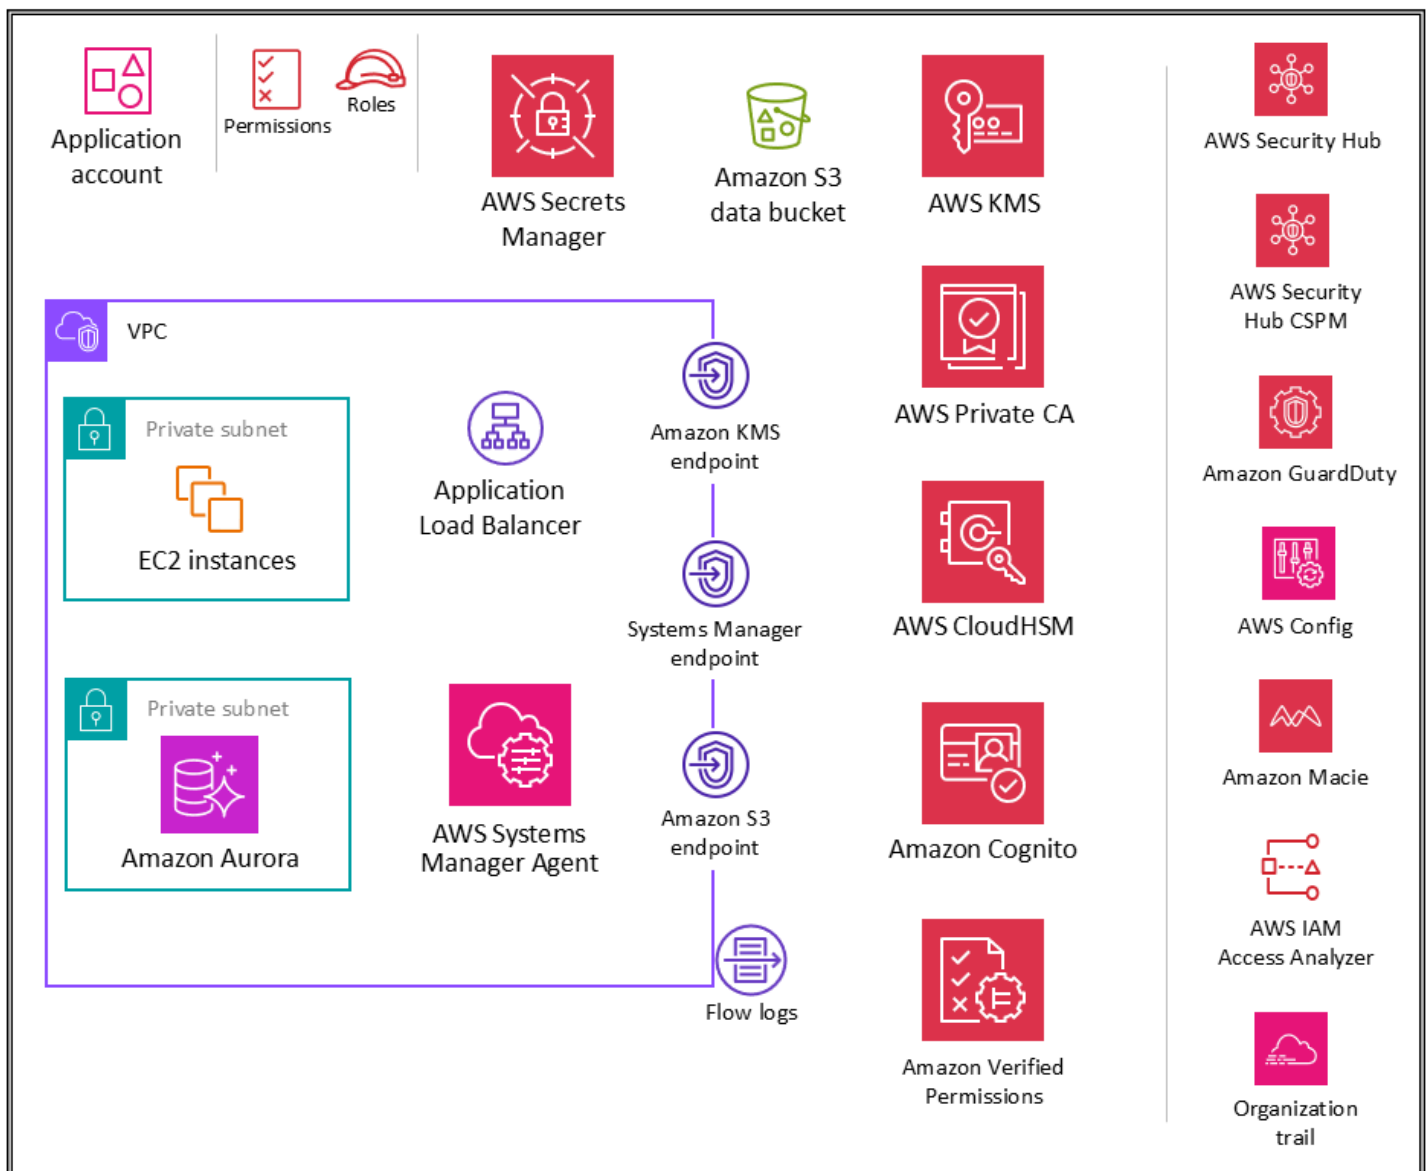 Application
account
Permissions
Roles
AWS Secrets
Manager
Amazon S3
data bucket
AWS KMS
VPC
Private subnet
EC2 instances
Application
Load Balancer
Amazon KMS
endpoint
Systems Manager
endpoint
Private subnet
Amazon Aurora
AWS Systems
Manager Agent
Amazon S3
endpoint
Flow logs
AWS Private CA
AWS CloudHSM
Amazon Cognito
Amazon Verified
Permissions
AWS Security Hub
AWS Security
Hub CSPM
Amazon GuardDuty
AWS Config
Amazon Macie
AWS IAM
Access Analyzer
Organization
trail